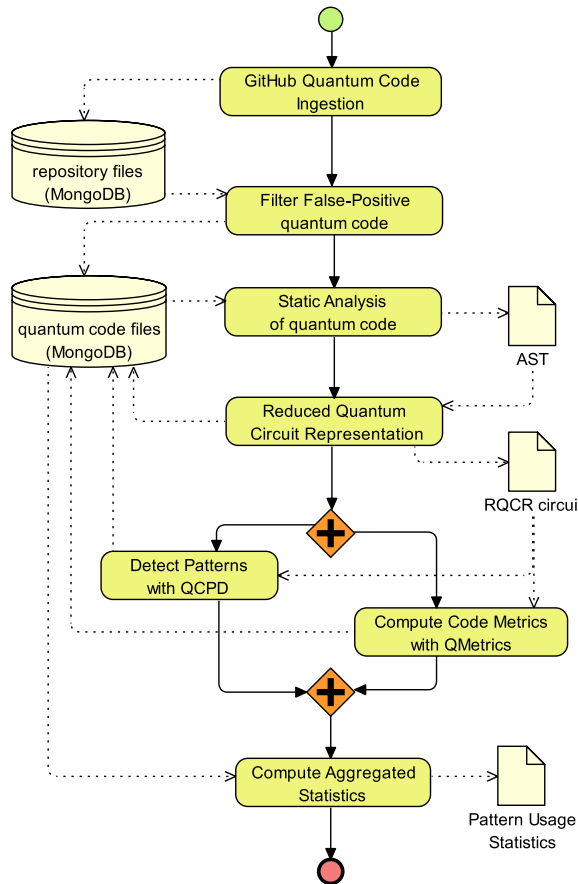 GitHub Quantum Code
Ingestion
repository files
(MongoDB)
Filter False-Positive
quantum code
quantum code files
(MongoDB)
Static Analysis
of quantum code
AST
Reduced Quantum
Circuit Representation
RQCR circui
Detect Patterns
with QCPD
Compute Code Metrics
with QMetrics
Compute Aggregated
Statistics
Pattern Usage
Statistics